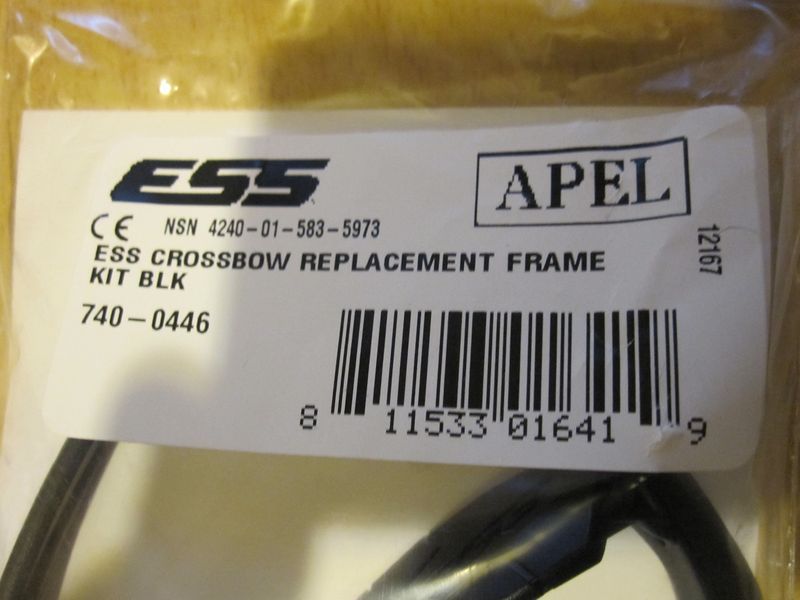 ESS
APEL
CE NSN 4240-01-583-5973
ESS CROSSBOW REPLACEMENT FRAME
KIT BLK
12167
740-0446
8 11533 01641 9